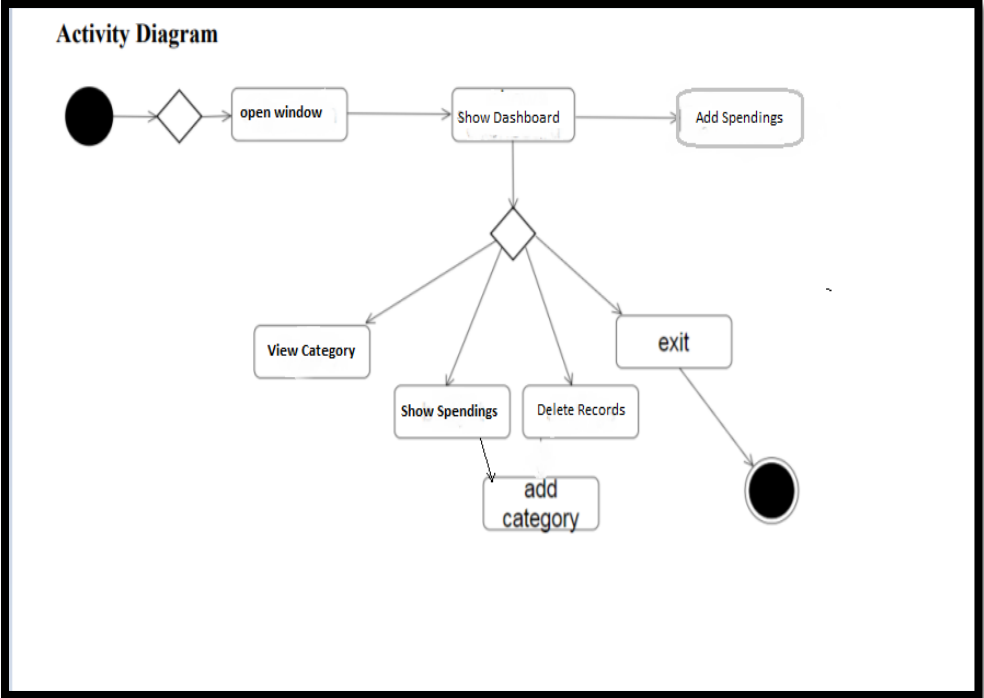 Activity Diagram
open window
Show Dashboard
Add Spendings
View Category
exit
Show Spendings
Delete Records
add
category